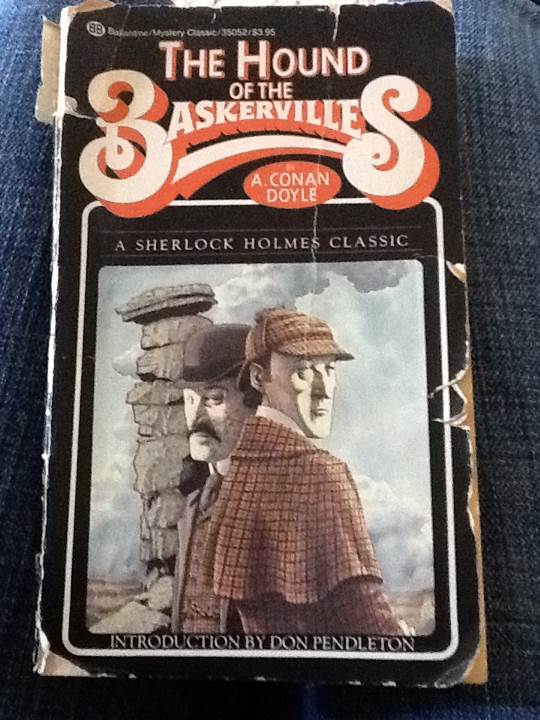 BB Ballantine/Mystery Classic/35052/$3.95
THE HOUND
OF THE
BASKERVILLES
BY
A. CONAN
DOYLE
A SHERLOCK HOLMES CLASSIC
INTRODUCTION BY DON PENDLETON